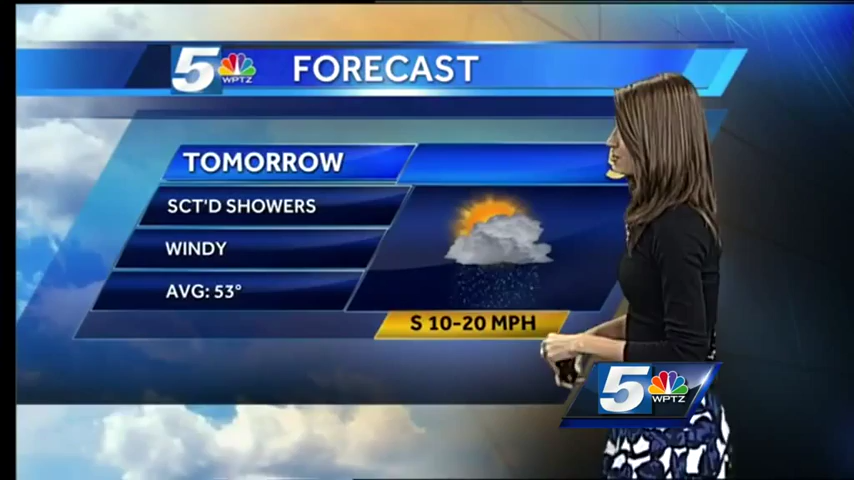 5 WPTZ FORECAST
TOMORROW
SCT'D SHOWERS
WINDY
AVG: 53°
S 10-20 MPH
5 WPTZ